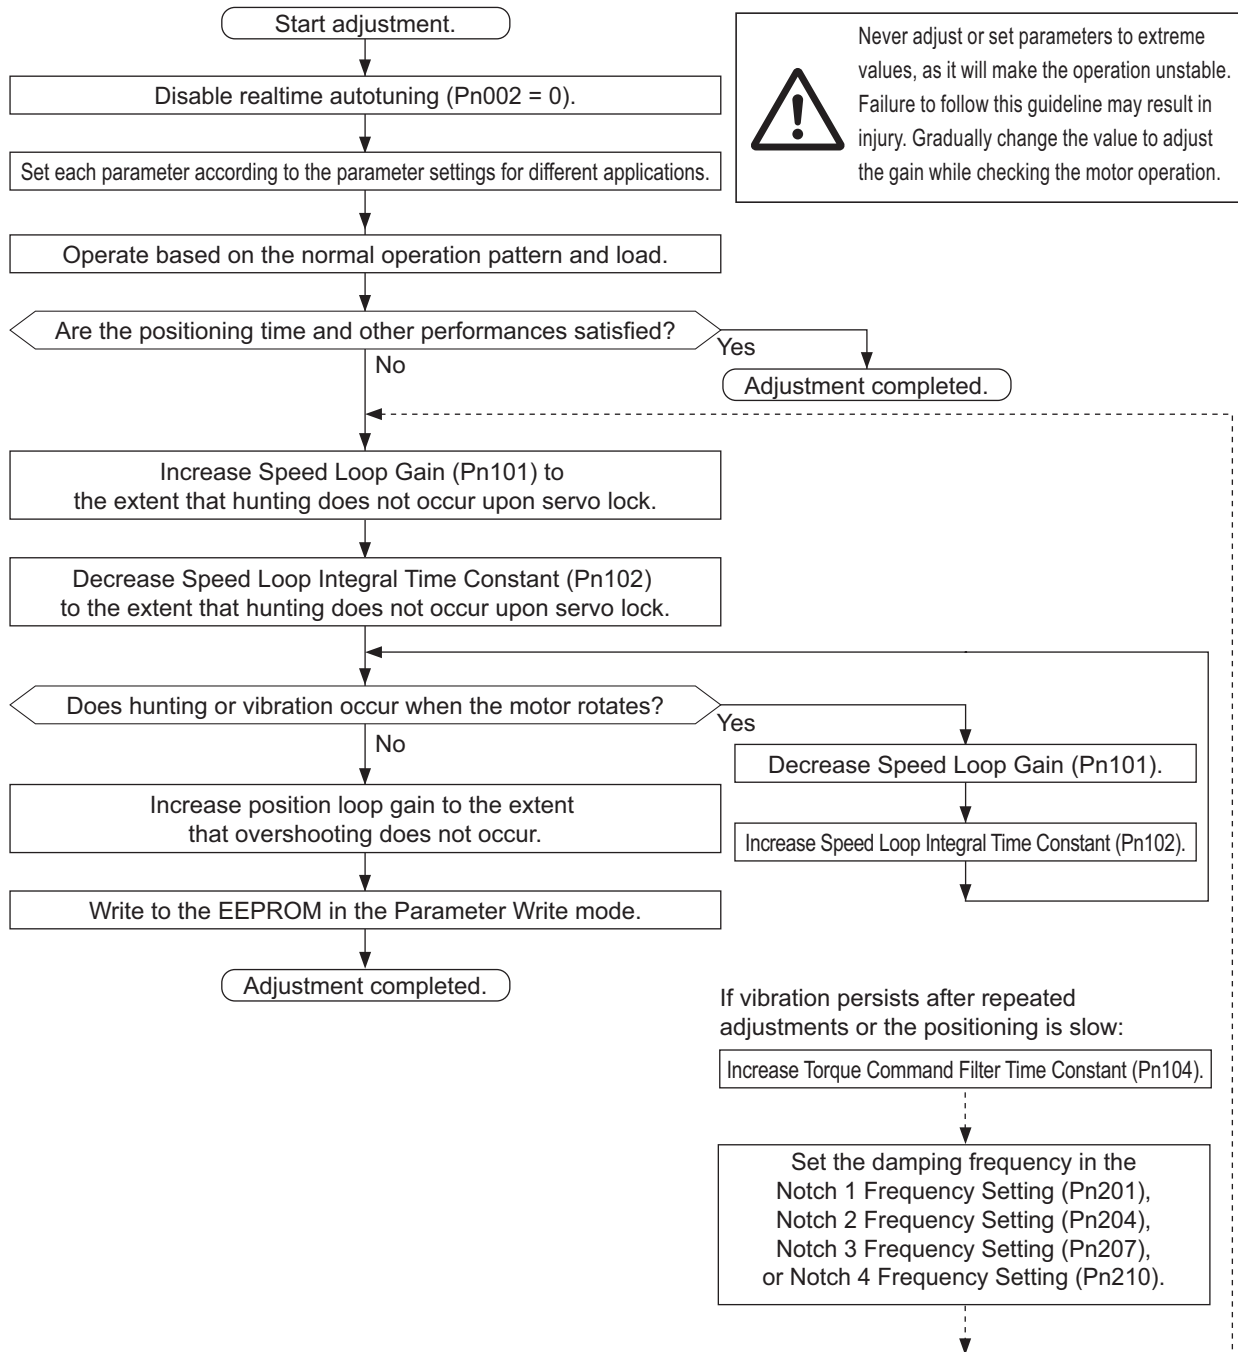 Start adjustment.
Never adjust or set parameters to extreme
values, as it will make the operation unstable.
Failure to follow this guideline may result in
injury. Gradually change the value to adjust
the gain while checking the motor operation.
Disable realtime autotuning (Pn002 = 0).
Set each parameter according to the parameter settings for different applications.
Operate based on the normal operation pattern and load.
Are the positioning time and other performances satisfied?
Yes
No
Adjustment completed.
Increase Speed Loop Gain (Pn101) to
the extent that hunting does not occur upon servo lock.
Decrease Speed Loop Integral Time Constant (Pn102)
to the extent that hunting does not occur upon servo lock.
Does hunting or vibration occur when the motor rotates?
Yes
No
Decrease Speed Loop Gain (Pn101).
Increase Speed Loop Integral Time Constant (Pn102).
Increase position loop gain to the extent
that overshooting does not occur.
Write to the EEPROM in the Parameter Write mode.
Adjustment completed.
If vibration persists after repeated
adjustments or the positioning is slow:
Increase Torque Command Filter Time Constant (Pn104).
Set the damping frequency in the
Notch 1 Frequency Setting (Pn201),
Notch 2 Frequency Setting (Pn204),
Notch 3 Frequency Setting (Pn207),
or Notch 4 Frequency Setting (Pn210).